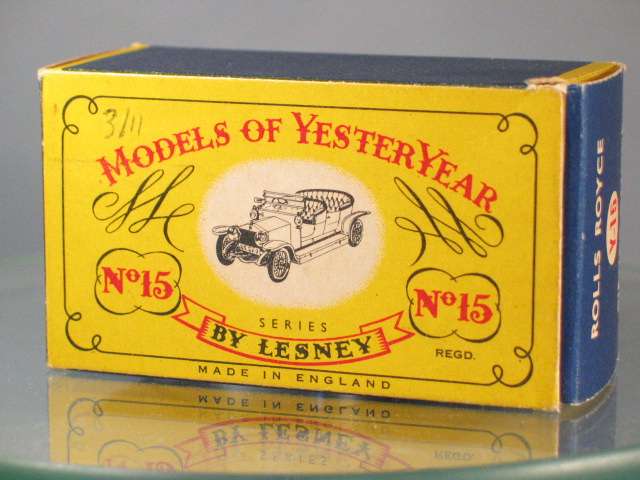 3/11
MODELS OF YESTERYEAR
No15
No15
SERIES
BY LESNEY
REGD.
MADE IN ENGLAND
ROLLS ROYCE